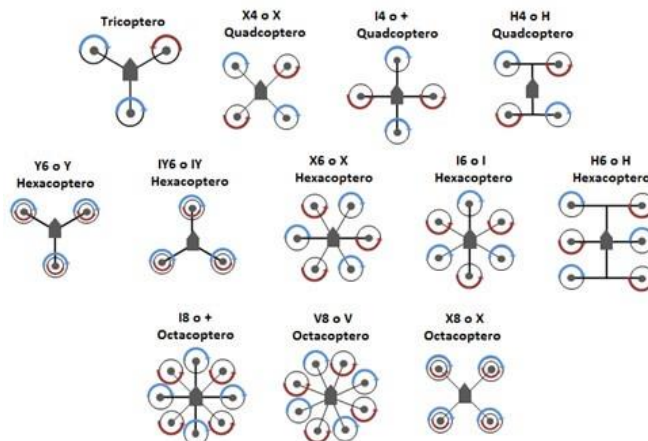 Tricoptero
X4 o X
Quadcoptero
I4 o +
Quadcoptero
H4 o H
Quadcoptero
Y6 o Y
Hexacoptero
IY6 o IY
Hexacoptero
X6 o X
Hexacoptero
I6 o I
Hexacoptero
H6 o H
Hexacoptero
I8 o +
Octacoptero
V8 o V
Octacoptero
X8 o X
Octacoptero